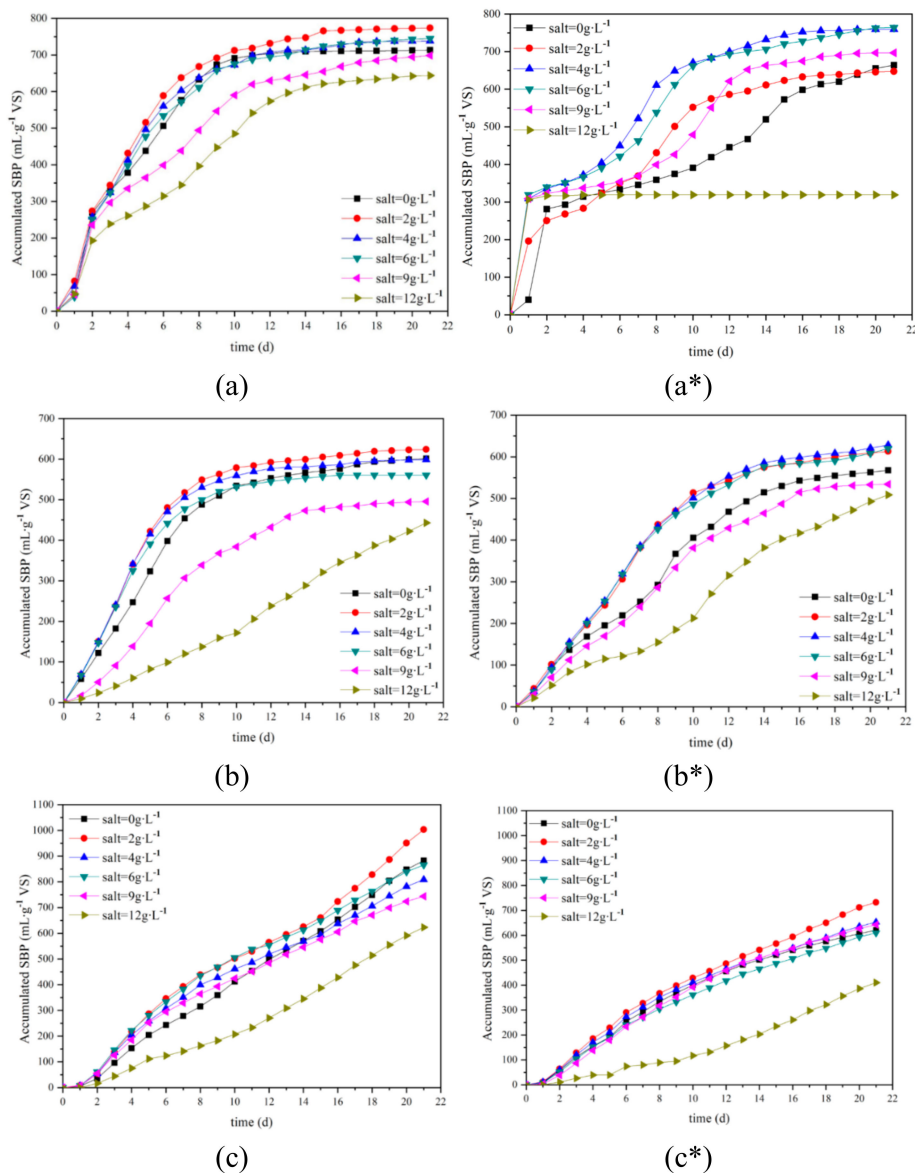 800
700
600
500
400
300
200
100
0
Accumulated SBP (mL·g⁻¹ VS)
salt=0g·L⁻¹
salt=2g·L⁻¹
salt=4g·L⁻¹
salt=6g·L⁻¹
salt=9g·L⁻¹
salt=12g·L⁻¹
0 2 4 6 8 10 12 14 16 18 20 22
time (d)
(a)
800
700
600
500
400
300
200
100
0
Accumulated SBP (mL·g⁻¹ VS)
salt=0g·L⁻¹
salt=2g·L⁻¹
salt=4g·L⁻¹
salt=6g·L⁻¹
salt=9g·L⁻¹
salt=12g·L⁻¹
0 2 4 6 8 10 12 14 16 18 20 22
time (d)
(a*)
700
600
500
400
300
200
100
0
Accumulated SBP (mL·g⁻¹ VS)
salt=0g·L⁻¹
salt=2g·L⁻¹
salt=4g·L⁻¹
salt=6g·L⁻¹
salt=9g·L⁻¹
salt=12g·L⁻¹
0 2 4 6 8 10 12 14 16 18 20 22
time (d)
(b)
700
600
500
400
300
200
100
0
Accumulated SBP (mL·g⁻¹ VS)
salt=0g·L⁻¹
salt=2g·L⁻¹
salt=4g·L⁻¹
salt=6g·L⁻¹
salt=9g·L⁻¹
salt=12g·L⁻¹
0 2 4 6 8 10 12 14 16 18 20 22
time (d)
(b*)
1100
1000
900
800
700
600
500
400
300
200
100
0
Accumulated SBP (mL·g⁻¹ VS)
salt=0g·L⁻¹
salt=2g·L⁻¹
salt=4g·L⁻¹
salt=6g·L⁻¹
salt=9g·L⁻¹
salt=12g·L⁻¹
0 2 4 6 8 10 12 14 16 18 20 22
time (d)
(c)
1100
1000
900
800
700
600
500
400
300
200
100
0
Accumulated SBP (mL·g⁻¹ VS)
salt=0g·L⁻¹
salt=2g·L⁻¹
salt=4g·L⁻¹
salt=6g·L⁻¹
salt=9g·L⁻¹
salt=12g·L⁻¹
0 2 4 6 8 10 12 14 16 18 20 22
time (d)
(c*)